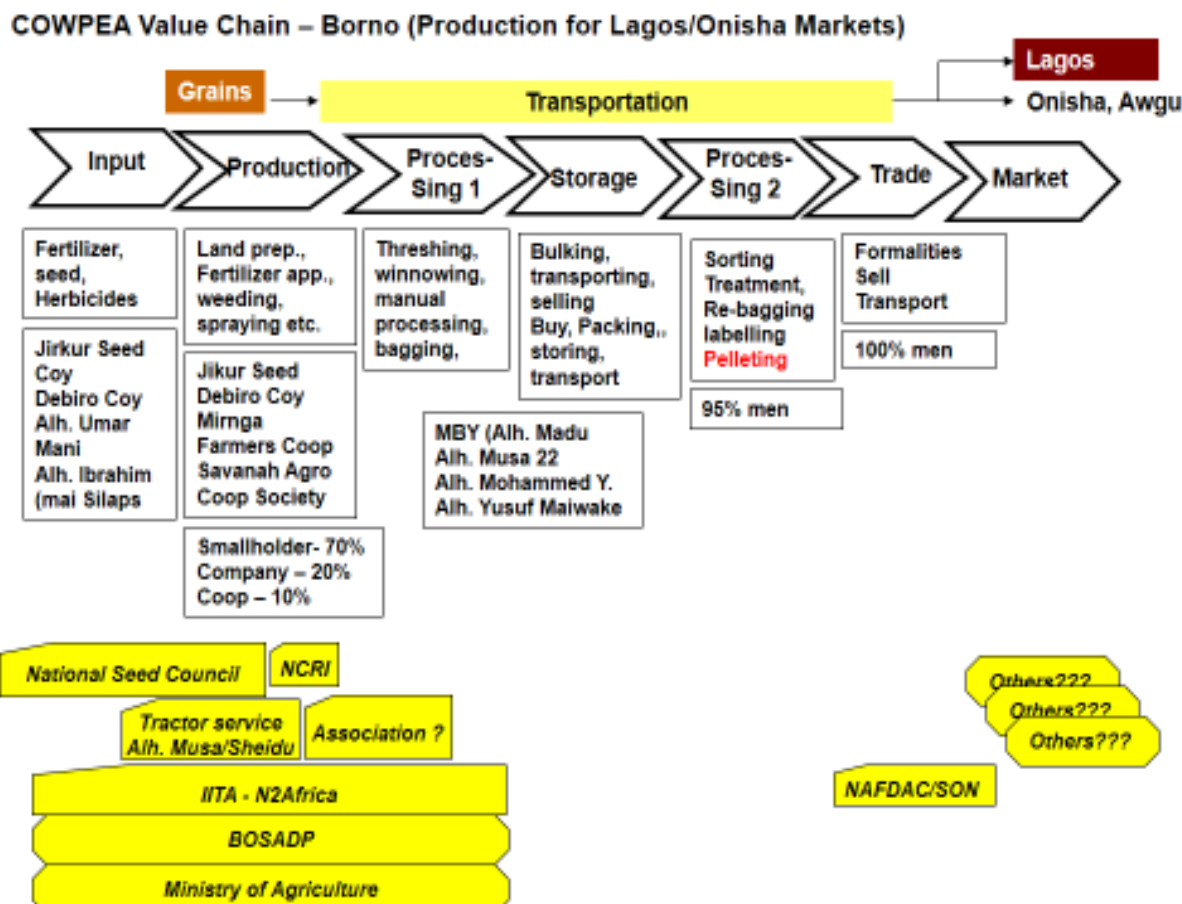 COWPEA Value Chain – Borno (Production for Lagos/Onisha Markets)
Grains
Transportation
Lagos
Onisha, Awgu
Input
Production
Proces-
Sing 1
Storage
Proces-
Sing 2
Trade
Market
Fertilizer,
seed,
Herbicides
Jirkur Seed
Coy
Debiro Coy
Alh. Umar
Mani
Alh. Ibrahim
(mai Silaps
Land prep.,
Fertilizer app.,
weeding,
spraying etc.
Jikur Seed
Debiro Coy
Mirnga
Farmers Coop
Savanah Agro
Coop Society
Smallholder- 70%
Company – 20%
Coop – 10%
Threshing,
winnowing,
manual
processing,
bagging,
Bulking,
transporting,
selling
Buy, Packing,,
storing,
transport
MBY (Alh. Madu
Alh. Musa 22
Alh. Mohammed Y.
Alh. Yusuf Maiwake
Sorting
Treatment,
Re-bagging
labelling
Pelleting
95% men
Formalities
Sell
Transport
100% men
National Seed Council
NCRI
Tractor service
Alh. Musa/Sheidu
Association ?
IITA - N2Africa
BOSADP
Ministry of Agriculture
Others???
Others???
Others???
NAFDAC/SON